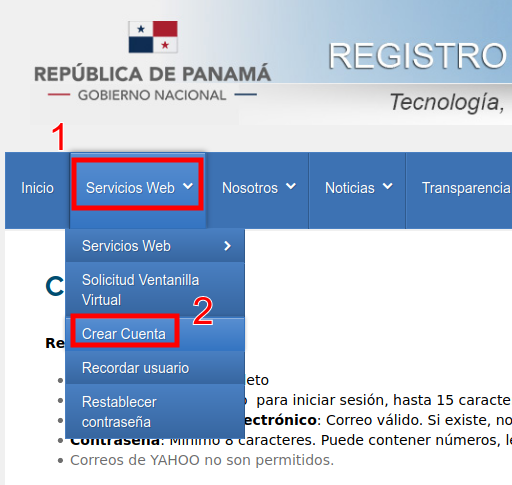 REPÚBLICA DE PANAMÁ
GOBIERNO NACIONAL
REGISTRO
Tecnología,
1
Inicio
Servicios Web
Nosotros
Noticias
Transparencia
Servicios Web
Solicitud Ventanilla
Virtual
2
Crear Cuenta
Recordar usuario
Restablecer
contraseña
C
Re
eto
para iniciar sesión, hasta 15 caracte
ectrónico: Correo válido. Si existe, no
Contraseña: Mínimo 8 caracteres. Puede contener números, le
Correos de YAHOO no son permitidos.